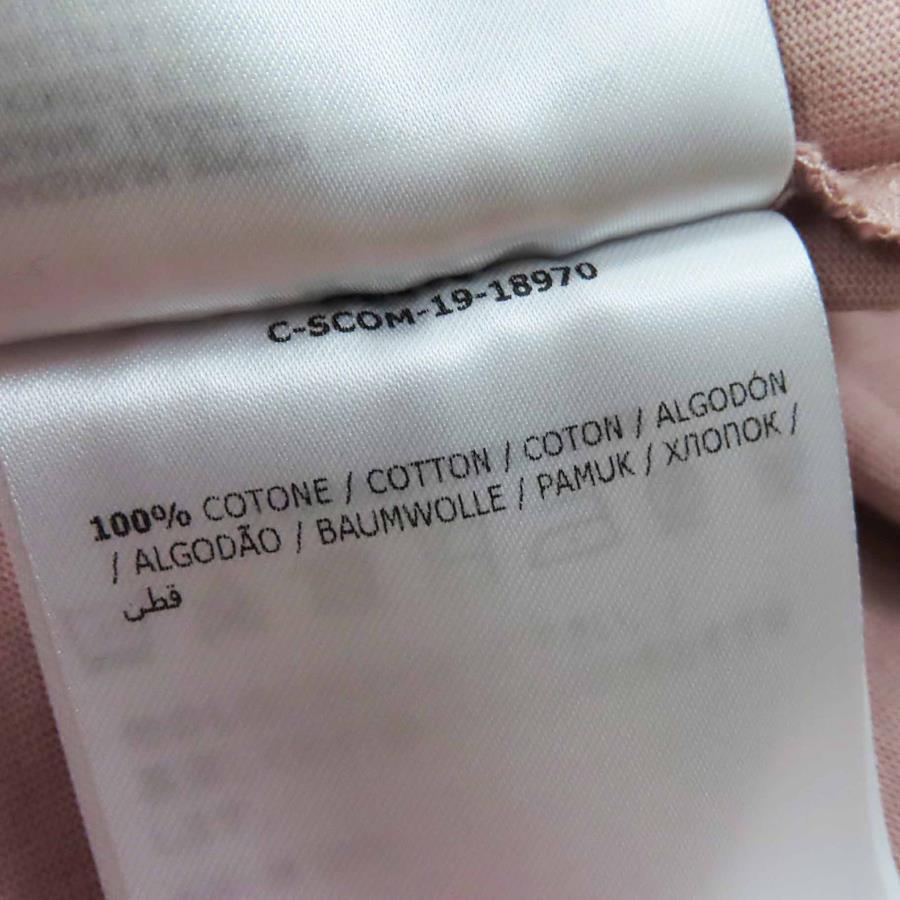 C-SCOM-19-18970
100% COTONE / COTTON / COTON / ALGODÓN
/ ALGODÃO / BAUMWOLLE / PAMUK / ХЛОПОК /
قطن